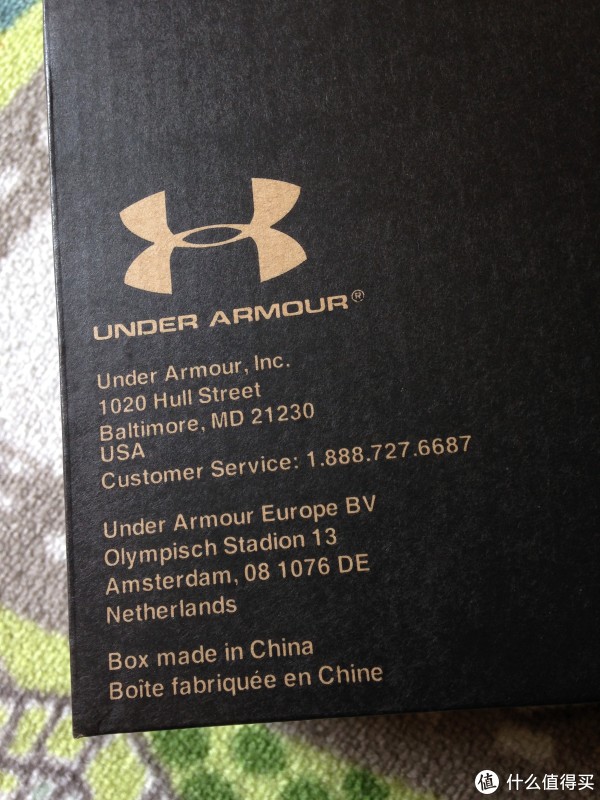 UNDER ARMOUR®
Under Armour, Inc.
1020 Hull Street
Baltimore, MD 21230
USA
Customer Service: 1.888.727.6687
Under Armour Europe BV
Olympisch Stadion 13
Amsterdam, 08 1076 DE
Netherlands
Box made in China
Boîte fabriquée en Chine
值 什么值得买